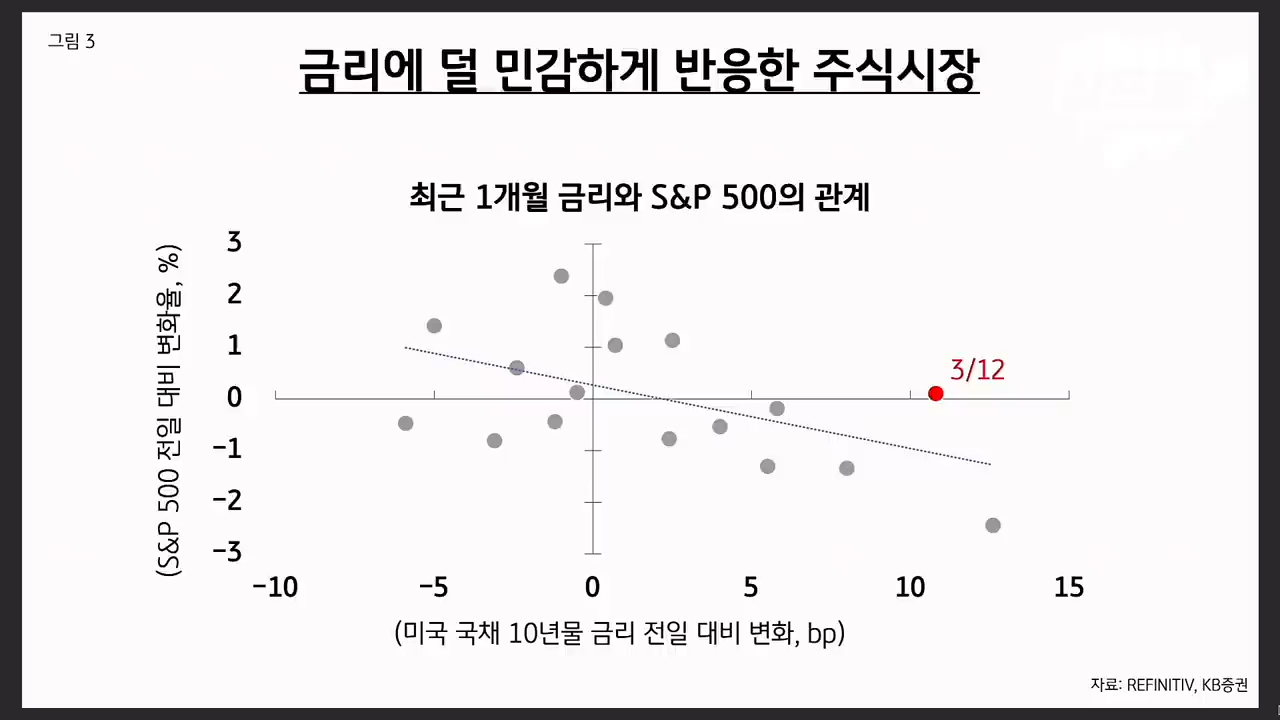 그림 3
금리에 덜 민감하게 반응한 주식시장
최근 1개월 금리와 S&P 500의 관계
(S&P 500 전일 대비 변화율, %)
3
2
1
0
−1
−2
−3
3/12
−10
−5
0
5
10
15
(미국 국채 10년물 금리 전일 대비 변화, bp)
자료: REFINITIV, KB증권